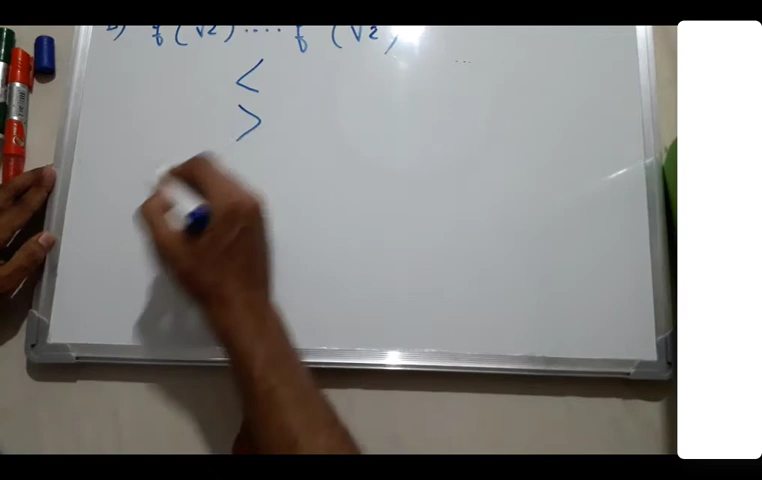 b) f (√2) .... f (√2)
<
>